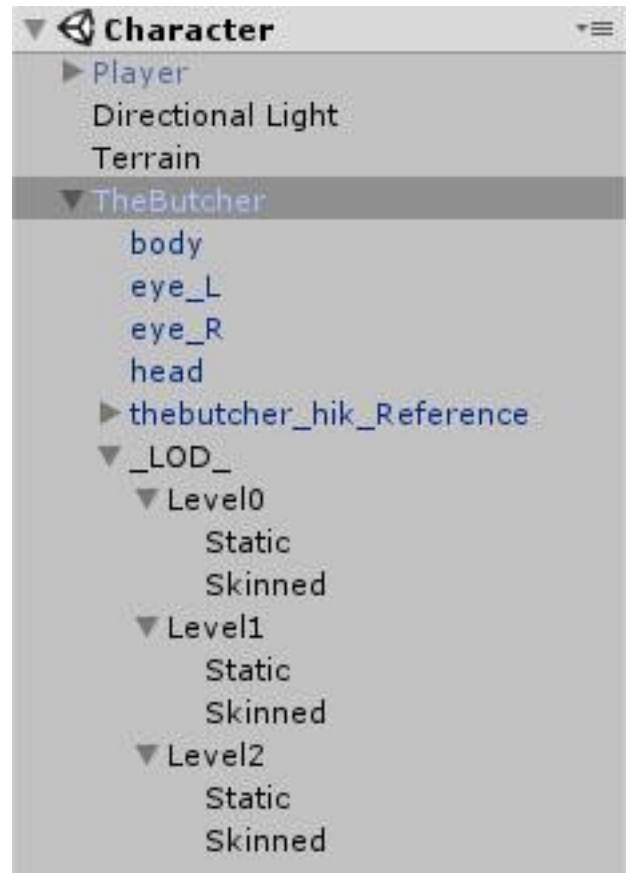 Character
Player
Directional Light
Terrain
TheButcher
body
eye_L
eye_R
head
thebutcher_hik_Reference
_LOD_
Level0
Static
Skinned
Level1
Static
Skinned
Level2
Static
Skinned